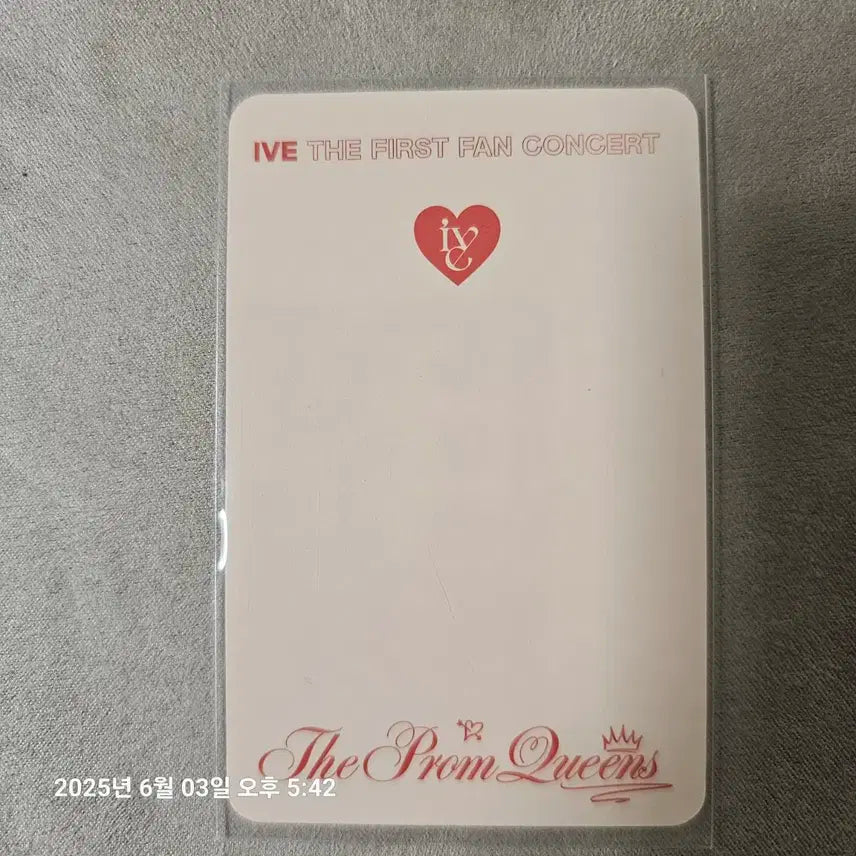 IVE THE FIRST FAN CONCERT
ive
The Prom Queens
2025년 6월 03일 오후 5:42